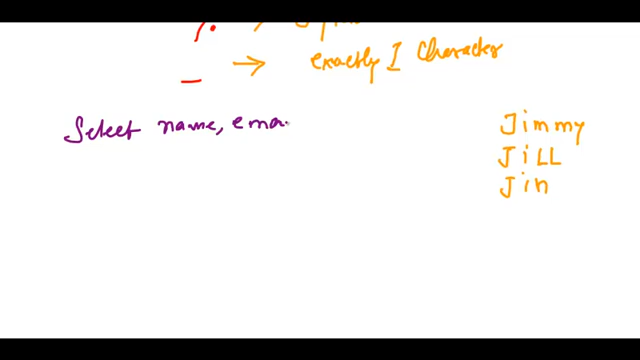 %
_ → exactly 1 character
Select name, ema
Jimmy
Jill
Jin